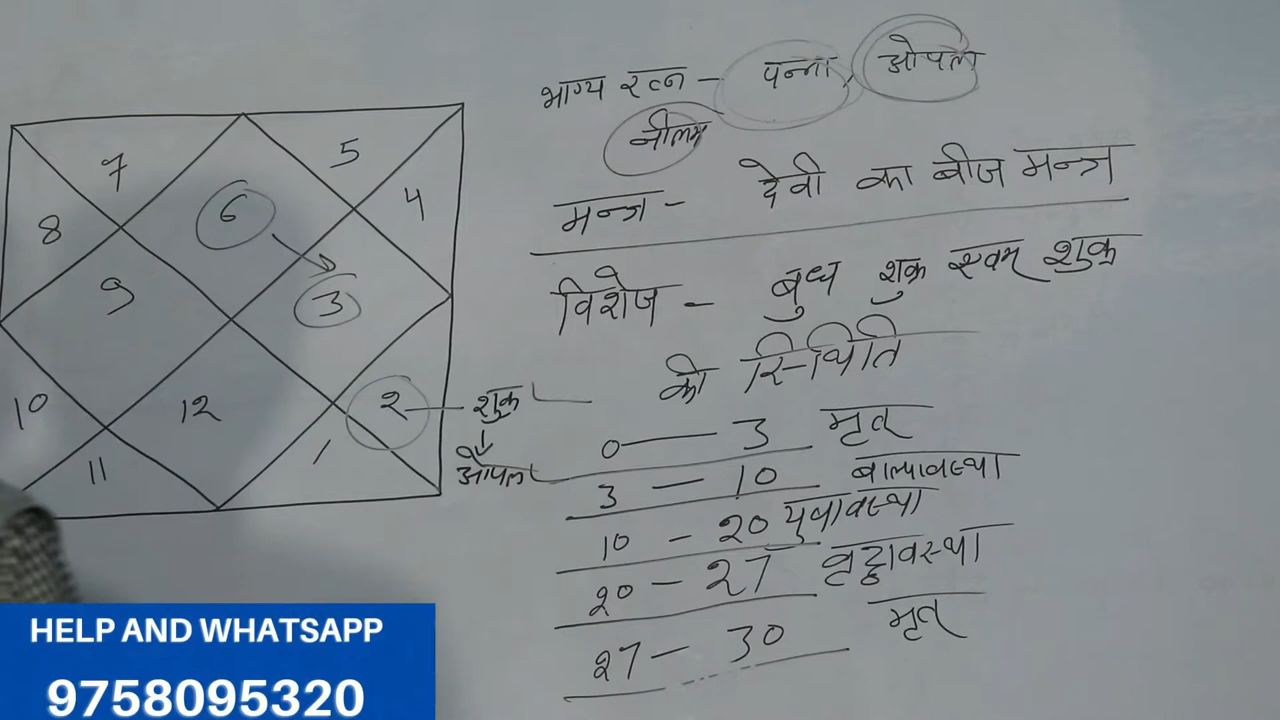 भाग्य रत्न - पन्ना, ओपल
नीलम
मन्त्र - देवी का बीज मन्त्र
विशेष - बुध शुक्र एवम् शुक्र
की स्थिति
0 — 3 मृत
3 — 10 बाल्यावस्था
10 - 20 युवावस्था
20 - 27 वृद्धावस्था
27 - 30 मृत
7 5
6 4
8
9 3
10 12 2 - शुक्र
ओपल
11 1
HELP AND WHATSAPP
9758095320